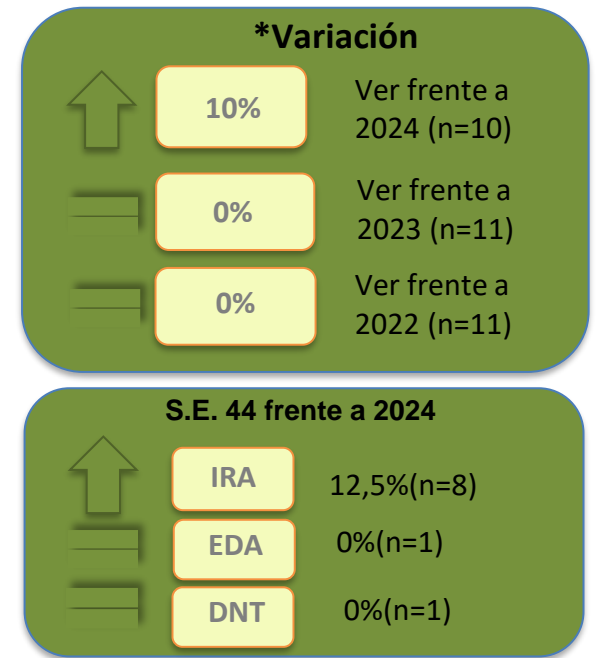 *Variación
10%
Ver frente a
2024 (n=10)
0%
Ver frente a
2023 (n=11)
0%
Ver frente a
2022 (n=11)
S.E. 44 frente a 2024
IRA
12,5%(n=8)
EDA
0%(n=1)
DNT
0%(n=1)